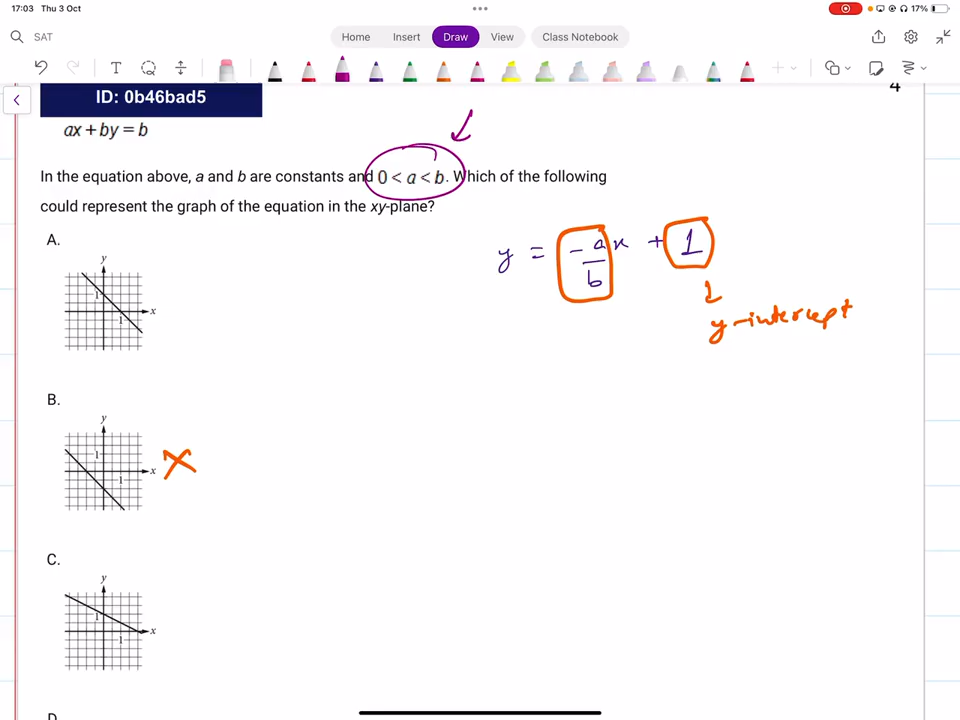 17:03 Thu 3 Oct
17%
SAT
Home Insert Draw View Class Notebook
ID: 0b46bad5
4
ax + by = b
In the equation above, a and b are constants and 0 < a < b. Which of the following
could represent the graph of the equation in the xy-plane?
y = -a/b x + 1
y-intercept
A.
y
1
x
1
B.
y
1
x
1
C.
y
1
x
1
D.